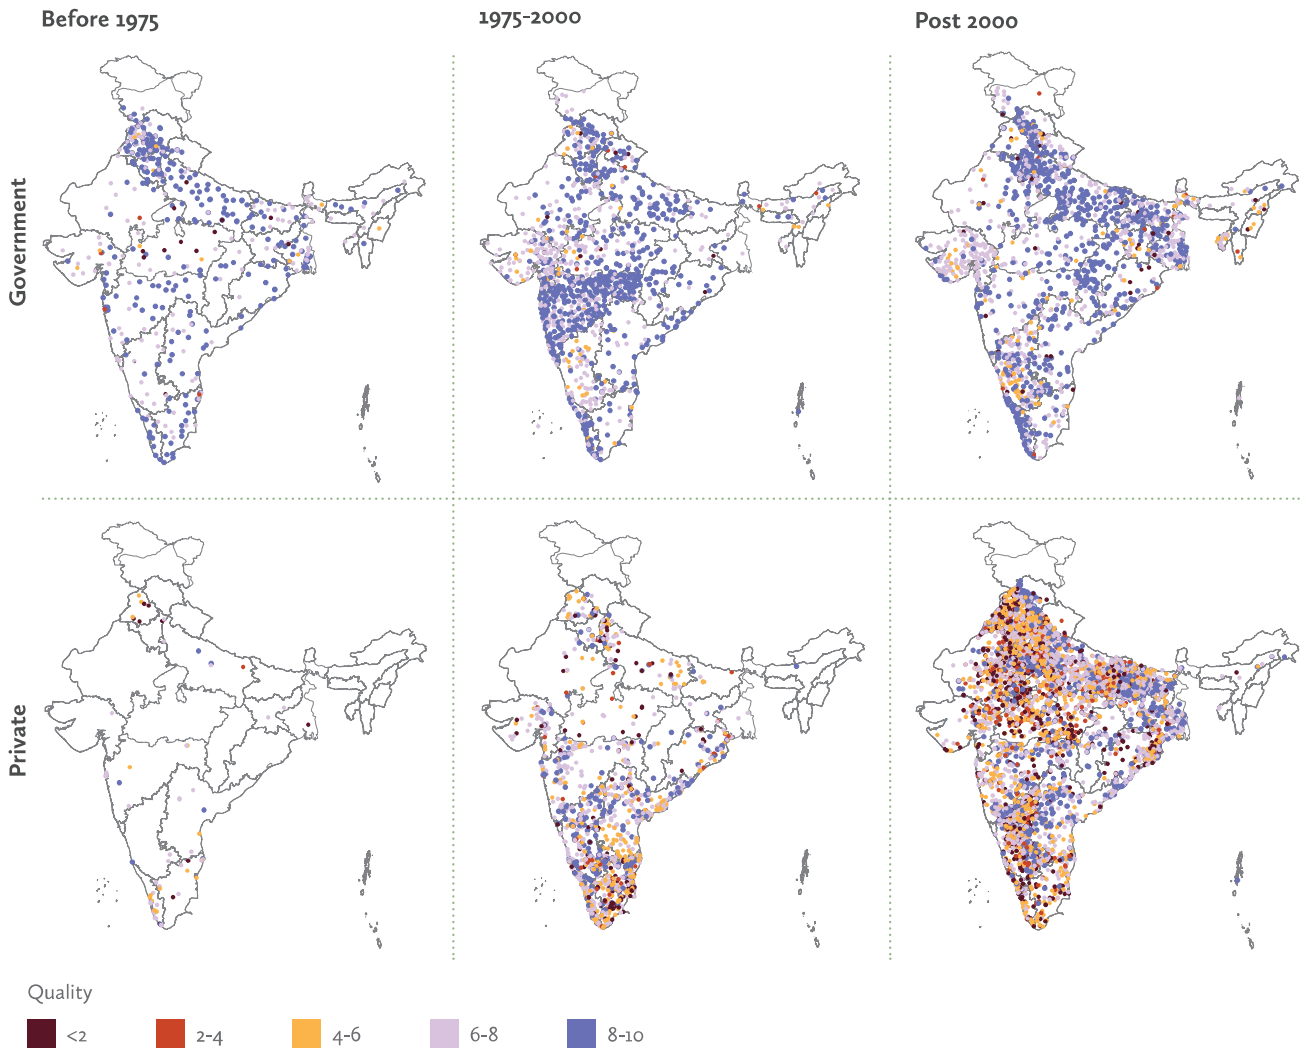 Before 1975
1975-2000
Post 2000
Government
Private
Quality
<2
2-4
4-6
6-8
8-10